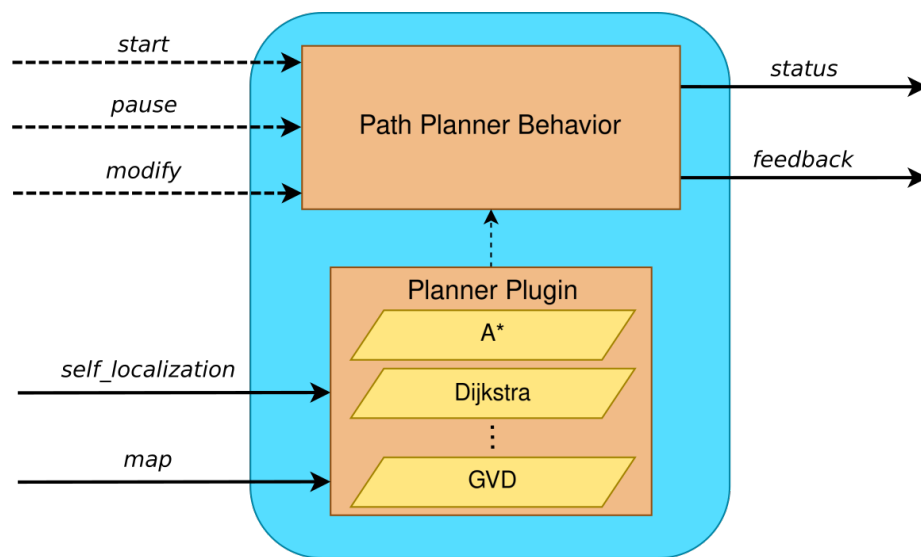 start
pause
modify
Path Planner Behavior
status
feedback
Planner Plugin
A*
Dijkstra
⋮
GVD
self_localization
map